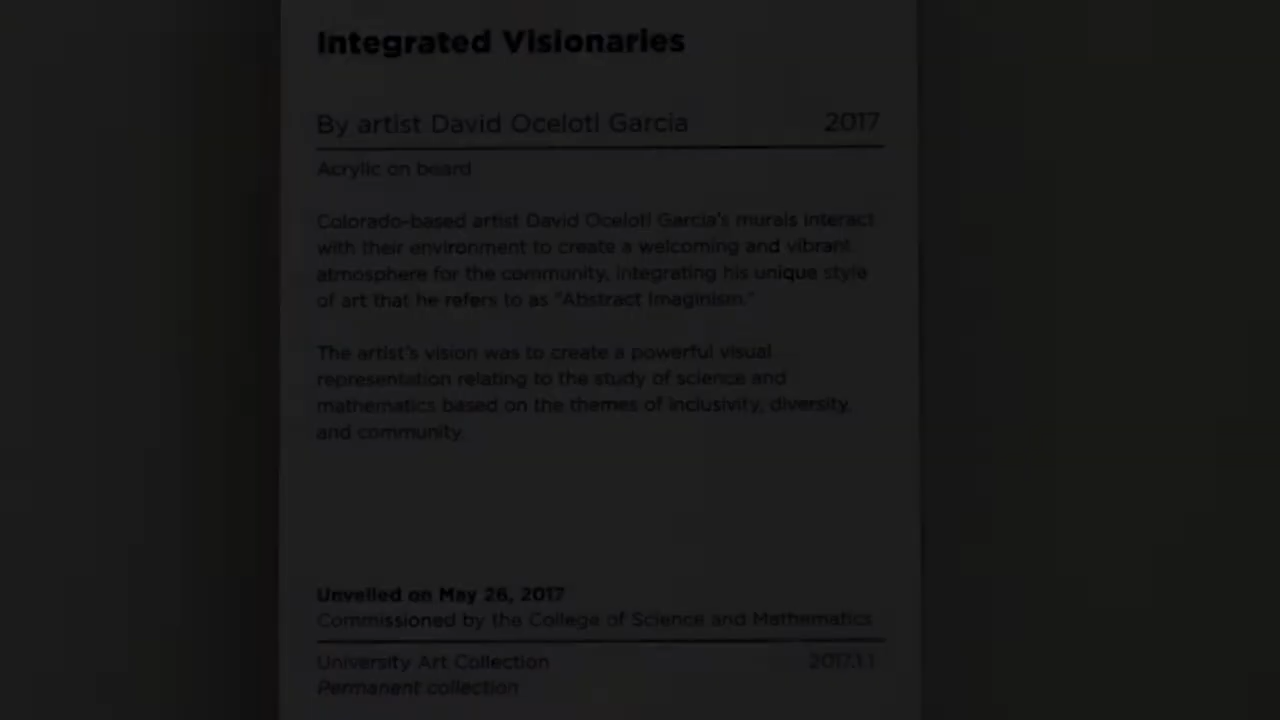 Integrated Visionaries
By artist David Ocelotl Garcia 2017
Acrylic on board
Colorado-based artist David Ocelotl Garcia's murals interact
with their environment to create a welcoming and vibrant
atmosphere for the community, integrating his unique style
of art that he refers to as "Abstract Imaginism."
The artist's vision was to create a powerful visual
representation relating to the study of science and
mathematics based on the themes of inclusivity, diversity,
and community.
Unveiled on May 26, 2017
Commissioned by the College of Science and Mathematics
University Art Collection 2017.1.1
Permanent collection